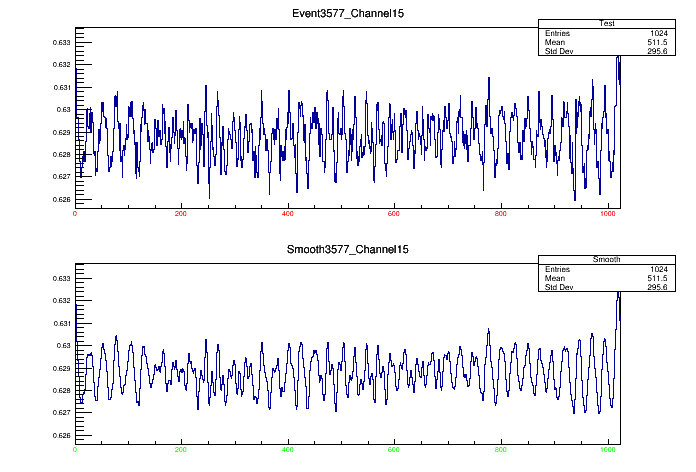 Event3577_Channel15
Test
Entries 1024
Mean 511.5
Std Dev 295.6
0.633
0.632
0.631
0.63
0.629
0.628
0.627
0.626
0 200 400 600 800 1000
Smooth3577_Channel15
Smooth
Entries 1024
Mean 511.5
Std Dev 295.6
0.633
0.632
0.631
0.63
0.629
0.628
0.627
0.626
0 200 400 600 800 1000